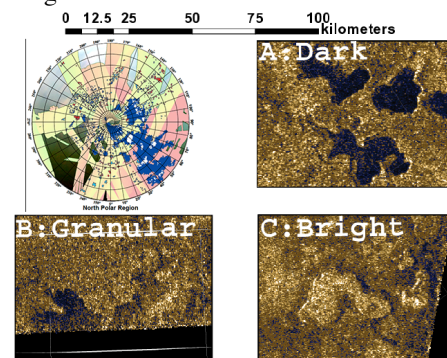 0 12.5 25 50 75 100
kilometers
A:Dark
North Polar Region
B:Granular
C:Bright